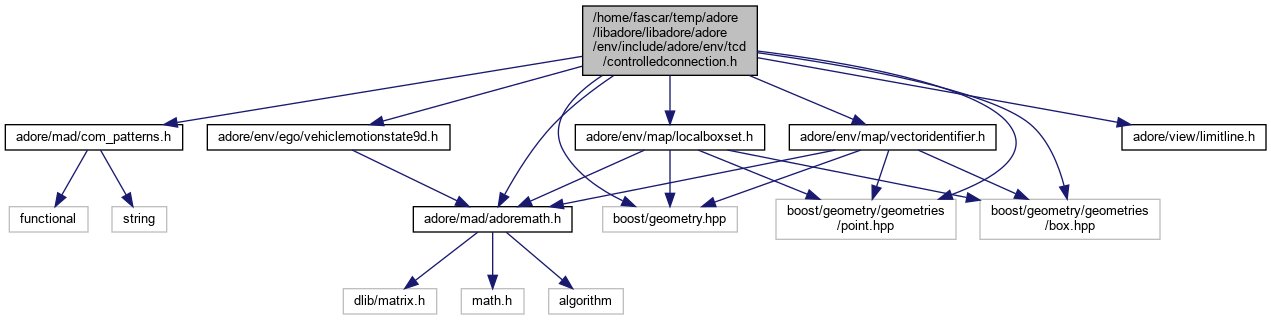 /home/fascar/temp/adore
/libadore/libadore/adore
/env/include/adore/env/tcd
/controlledconnection.h
adore/mad/com_patterns.h
adore/env/ego/vehiclemotionstate9d.h
adore/env/map/localboxset.h
adore/env/map/vectoridentifier.h
adore/view/limitline.h
functional
string
adore/mad/adoremath.h
boost/geometry.hpp
boost/geometry/geometries
/point.hpp
boost/geometry/geometries
/box.hpp
dlib/matrix.h
math.h
algorithm